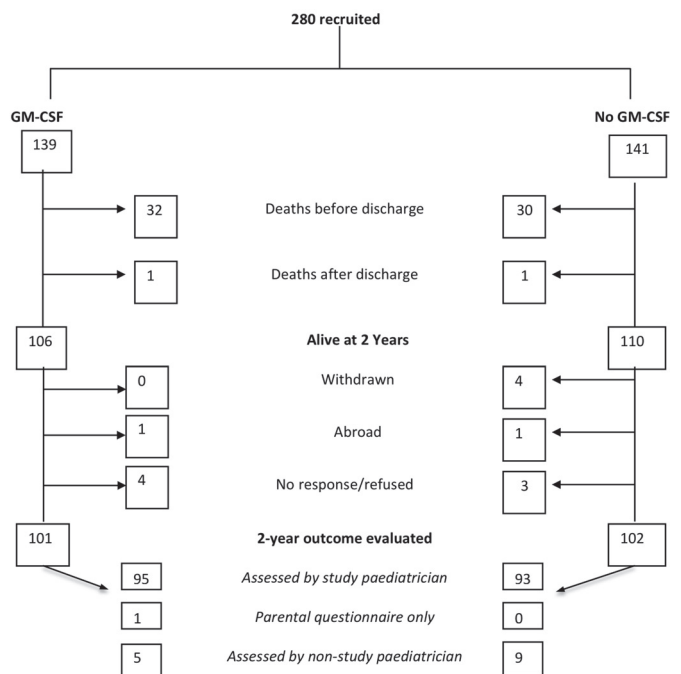 280 recruited
GM-CSF No GM-CSF
139 141
32 Deaths before discharge 30
1 Deaths after discharge 1
106 Alive at 2 Years 110
0 Withdrawn 4
1 Abroad 1
4 No response/refused 3
101 2-year outcome evaluated 102
95 Assessed by study paediatrician 93
1 Parental questionnaire only 0
5 Assessed by non-study paediatrician 9